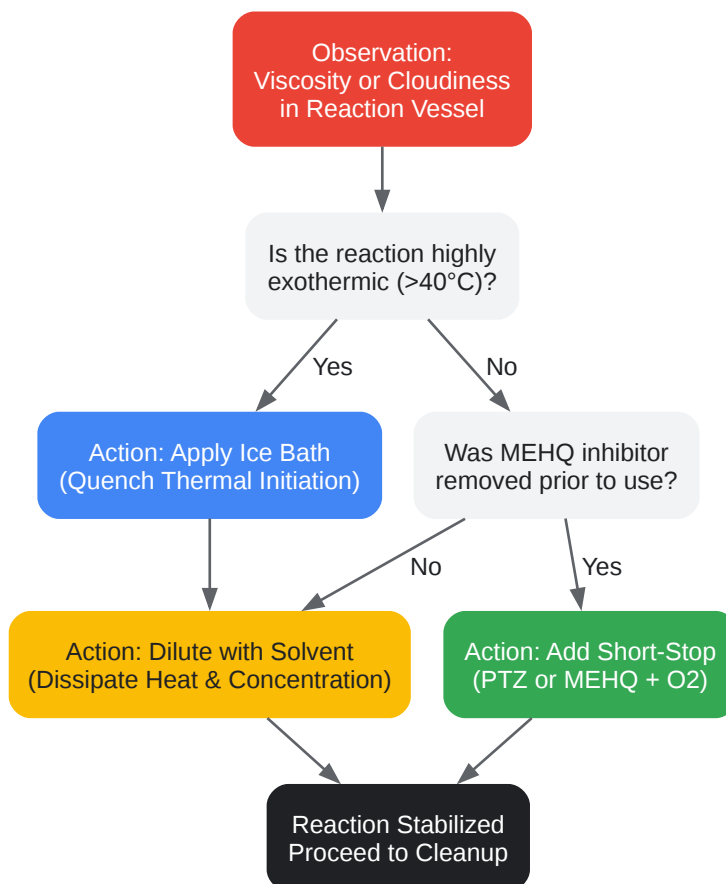 Observation:
Viscosity or Cloudiness
in Reaction Vessel
Is the reaction highly
exothermic (>40°C)?
Yes
No
Action: Apply Ice Bath
(Quench Thermal Initiation)
Was MEHQ inhibitor
removed prior to use?
No
Yes
Action: Dilute with Solvent
(Dissipate Heat & Concentration)
Action: Add Short-Stop
(PTZ or MEHQ + O2)
Reaction Stabilized
Proceed to Cleanup